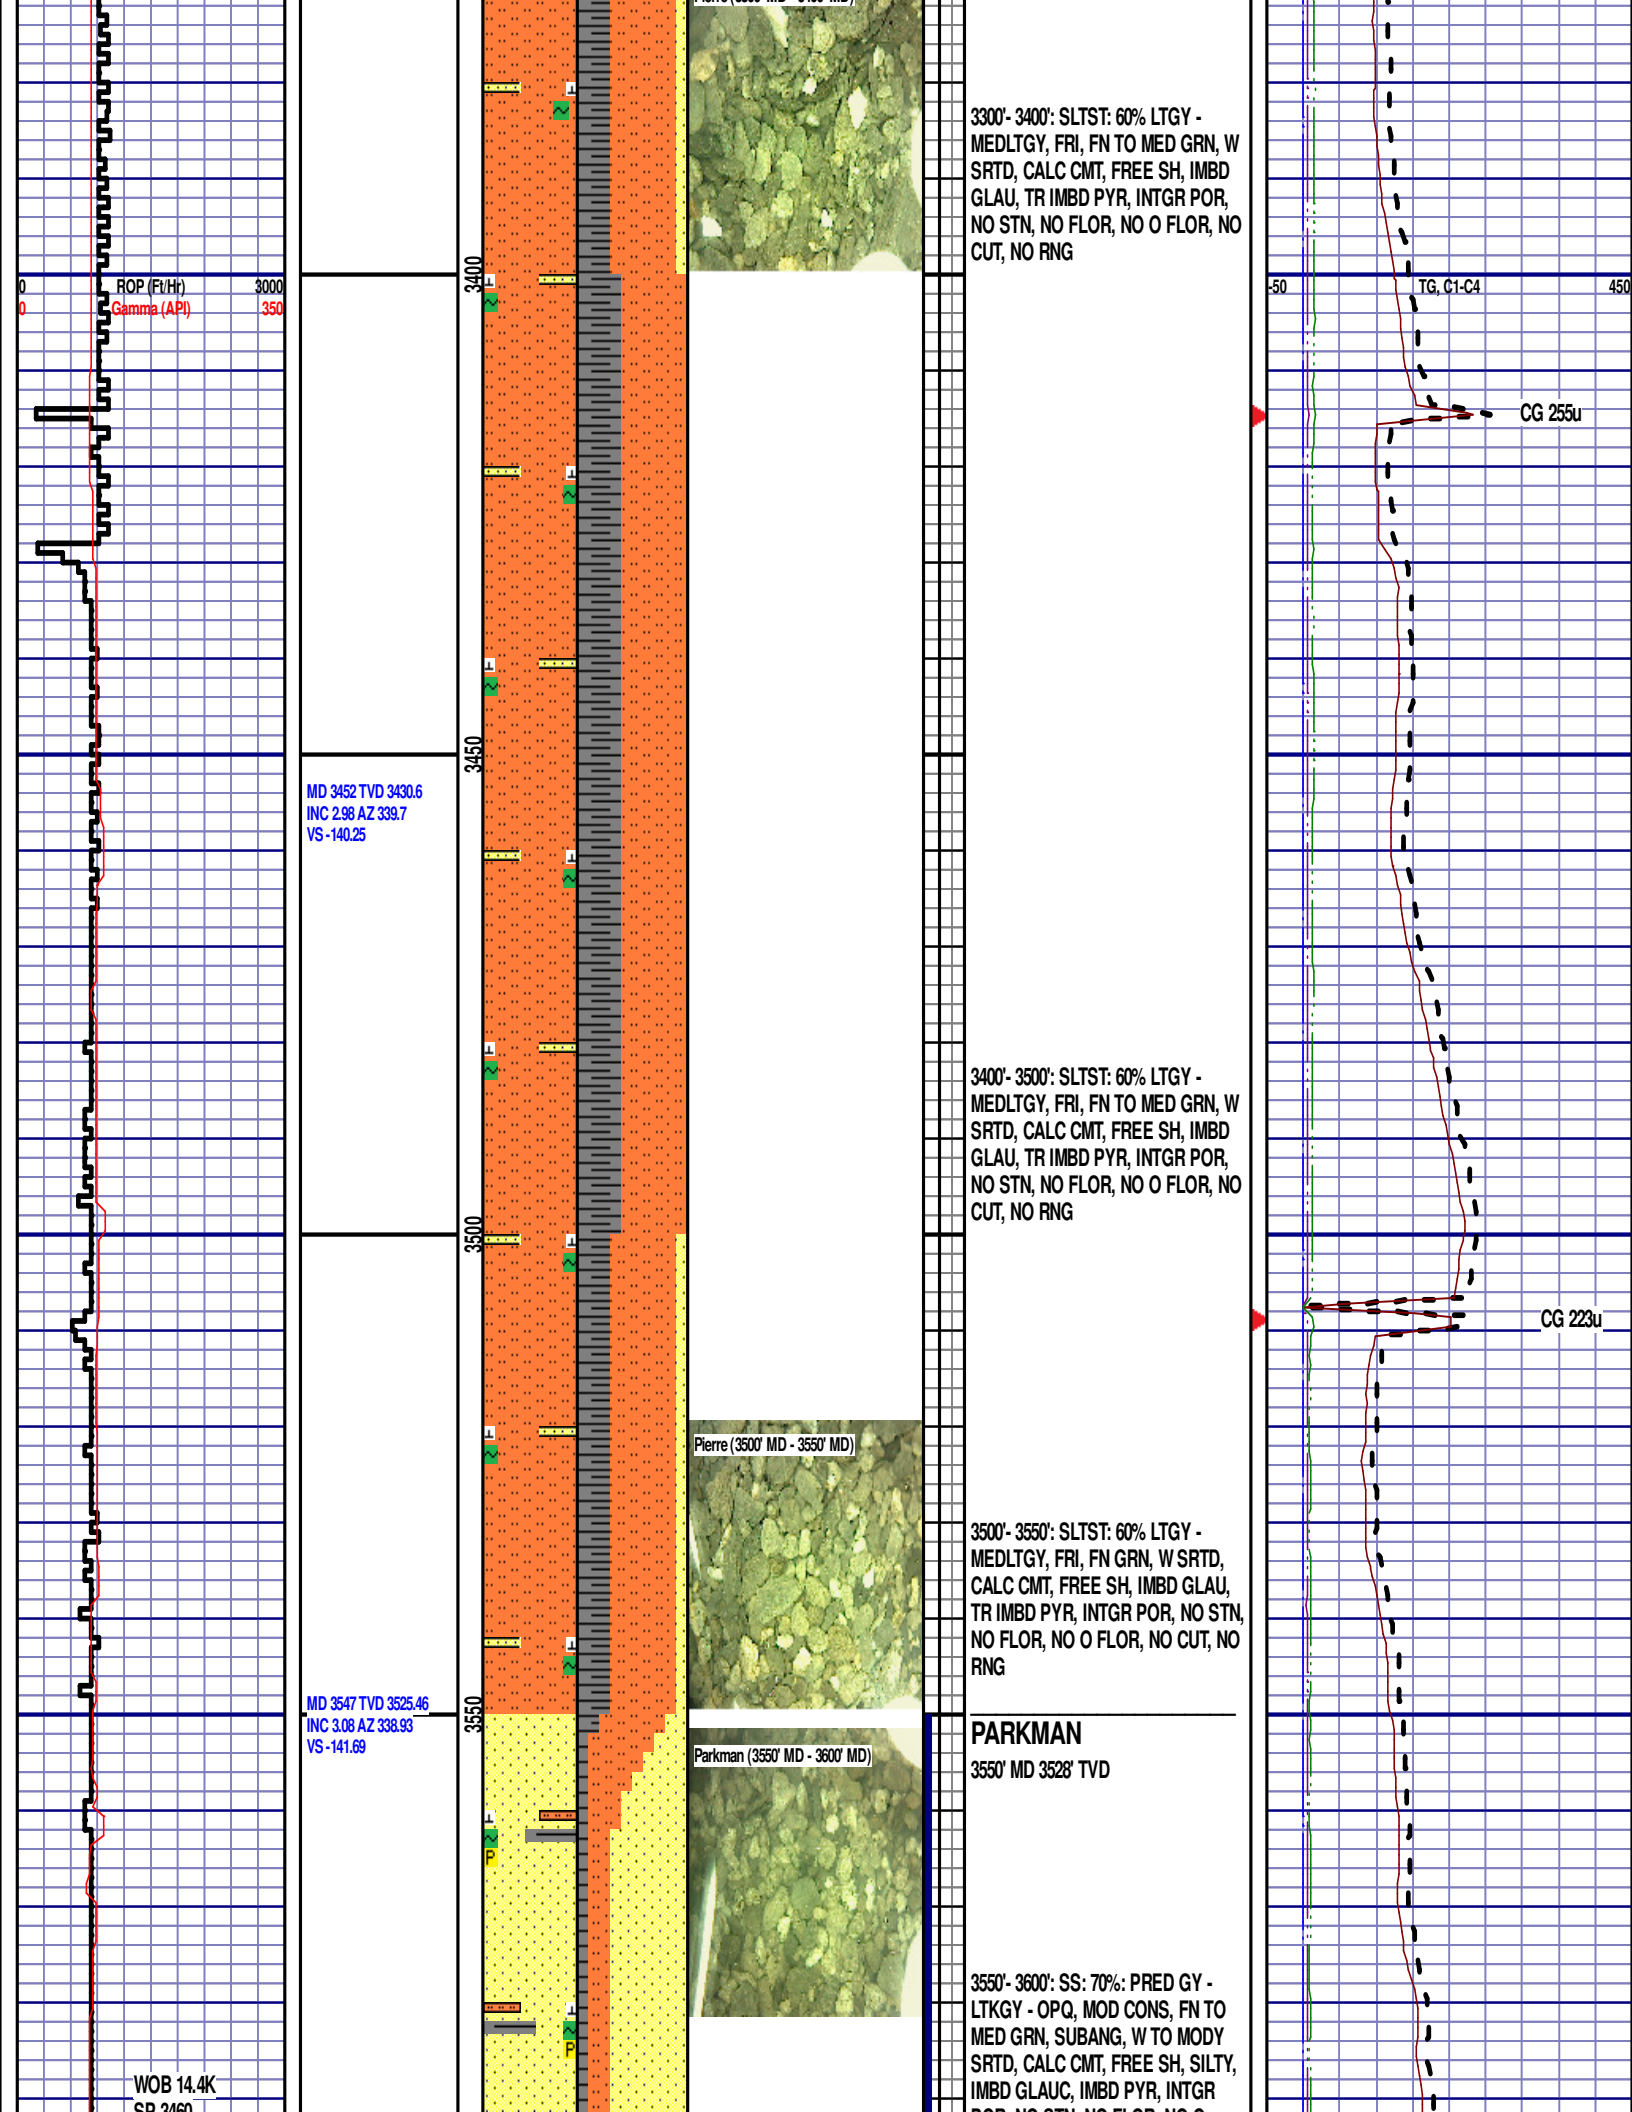 3300'- 3400': SLTST: 60% LTGY -
MEDLTGY, FRI, FN TO MED GRN, W
SRTD, CALC CMT, FREE SH, IMBD
GLAU, TR IMBD PYR, INTGR POR,
NO STN, NO FLOR, NO O FLOR, NO
CUT, NO RNG
3400
0 ROP (Ft/Hr) 3000
0 Gamma (API) 350
-50 TG, C1-C4 450
CG 255u
3450
MD 3452 TVD 3430.6
INC 2.98 AZ 339.7
VS -140.25
3400'- 3500': SLTST: 60% LTGY -
MEDLTGY, FRI, FN TO MED GRN, W
SRTD, CALC CMT, FREE SH, IMBD
GLAU, TR IMBD PYR, INTGR POR,
NO STN, NO FLOR, NO O FLOR, NO
CUT, NO RNG
3500
CG 223u
Pierre (3500' MD - 3550' MD)
3500'- 3550': SLTST: 60% LTGY -
MEDLTGY, FRI, FN GRN, W SRTD,
CALC CMT, FREE SH, IMBD GLAU,
TR IMBD PYR, INTGR POR, NO STN,
NO FLOR, NO O FLOR, NO CUT, NO
RNG
MD 3547 TVD 3525.46
INC 3.08 AZ 338.93
VS -141.69
3550
PARKMAN
3550' MD 3528' TVD
Parkman (3550' MD - 3600' MD)
P
P
3550'- 3600': SS: 70%: PRED GY -
LTKGY - OPQ, MOD CONS, FN TO
MED GRN, SUBANG, W TO MODY
SRTD, CALC CMT, FREE SH, SILTY,
IMBD GLAUC, IMBD PYR, INTGR
WOB 14.4K
SP 3460